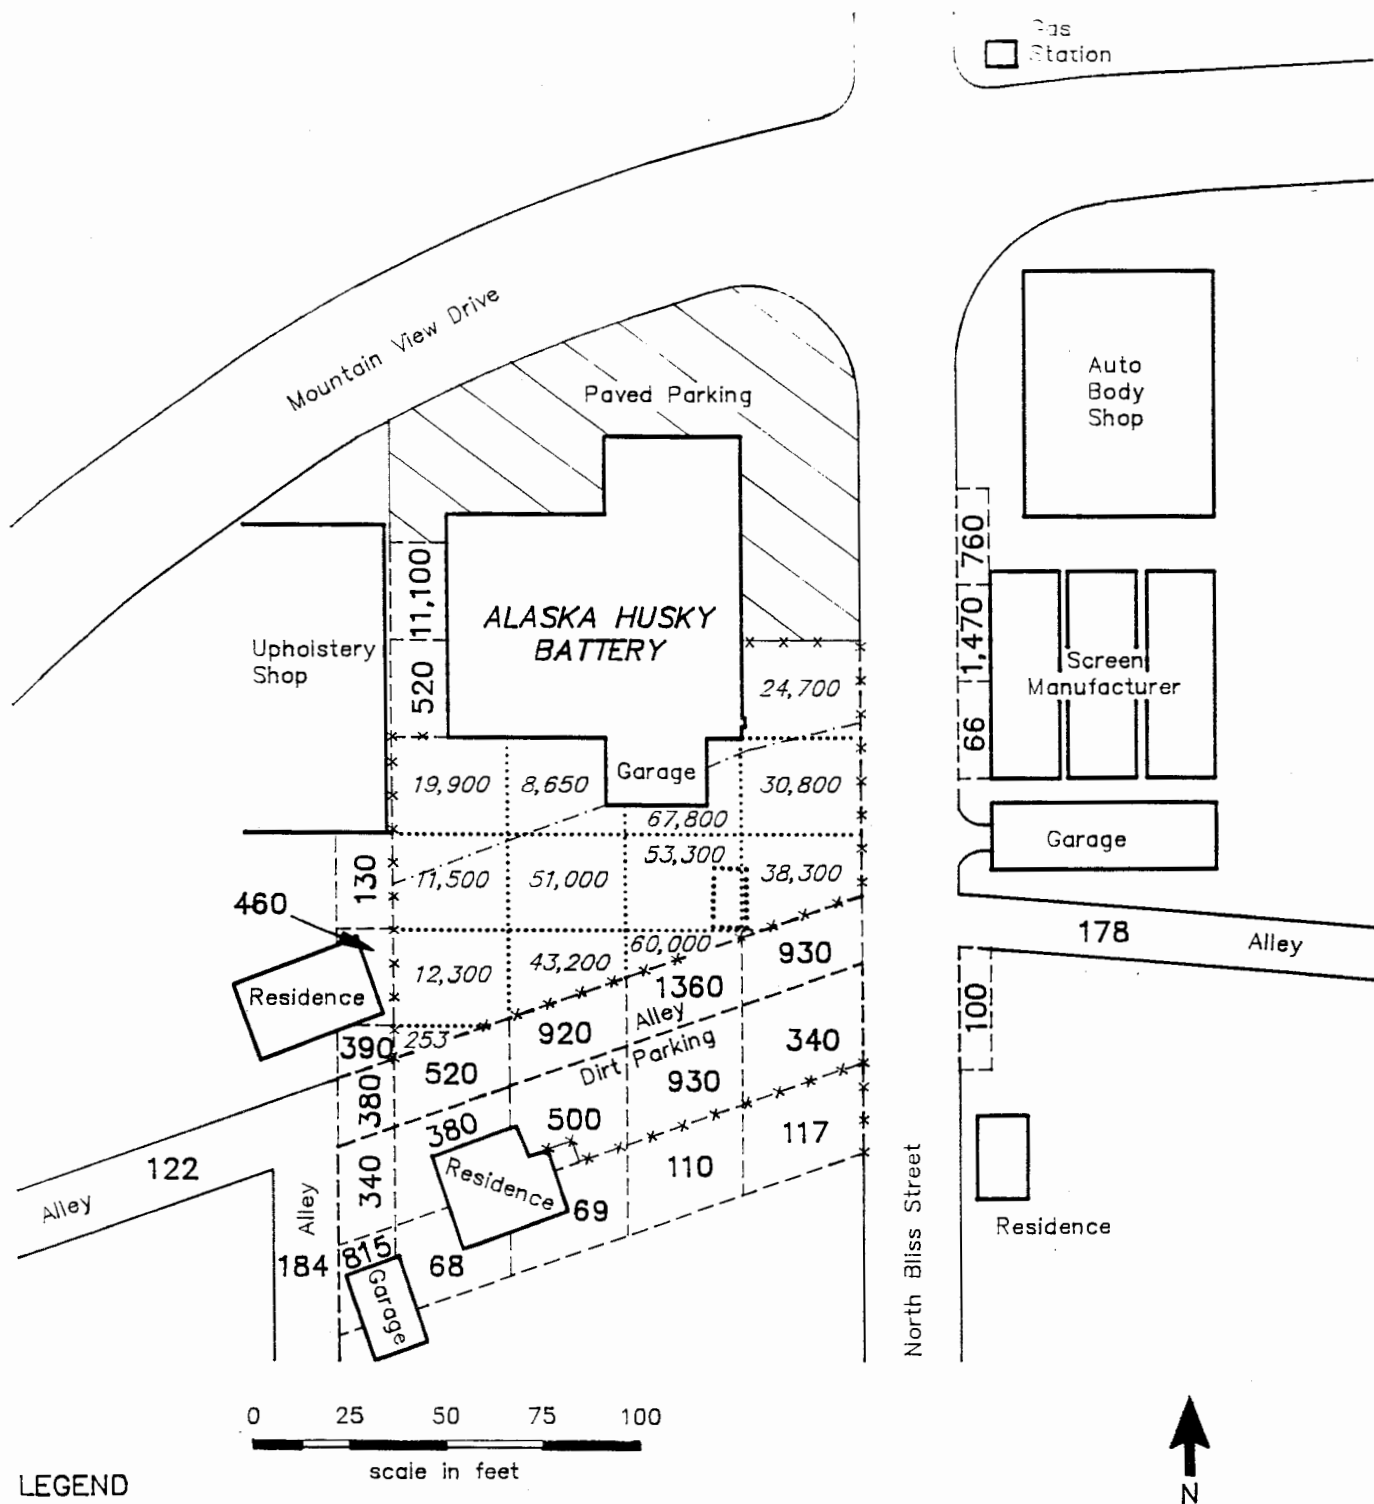 Gas
Station
Mountain View Drive
Paved Parking
Auto
Body
Shop
760
11,100
ALASKA HUSKY
BATTERY
1,470
Upholstery
Shop
Screen
Manufacturer
520
24,700
66
19,900
8,650
Garage
30,800
67,800
Garage
53,300
130
11,500
51,000
38,300
460
178
Alley
60,000
930
12,300
43,200
Residence
1360
100
Alley
390
253
920
340
520
Dirt Parking
930
380
380
500
117
122
Residence
110
340
Alley
Alley
69
North Bliss Street
Residence
815
184
68
Garage
0 25 50 75 100
scale in feet
LEGEND
N